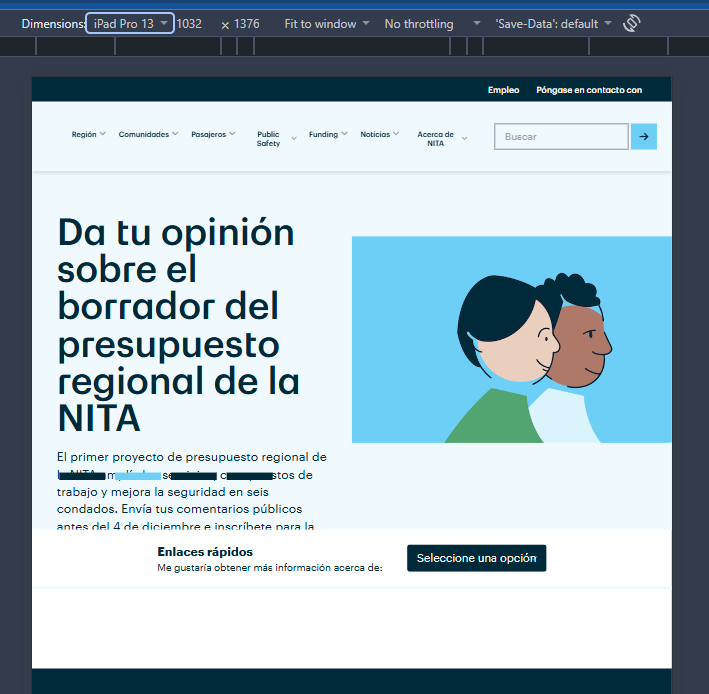 Dimensions: iPad Pro 13 1032 × 1376 Fit to window No throttling 'Save-Data': default
Empleo Póngase en contacto con
Región Comunidades Pasajeros Public Safety Funding Noticias Acerca de NITA Buscar
Da tu opinión
sobre el
borrador del
presupuesto
regional de la
NITA
El primer proyecto de presupuesto regional de
la NITA de
trabajo y mejora la seguridad en seis
condados. Envía tus comentarios públicos
antes del 4 de diciembre e inscríbete para la
Enlaces rápidos
Me gustaría obtener más información acerca de:
Seleccione una opción